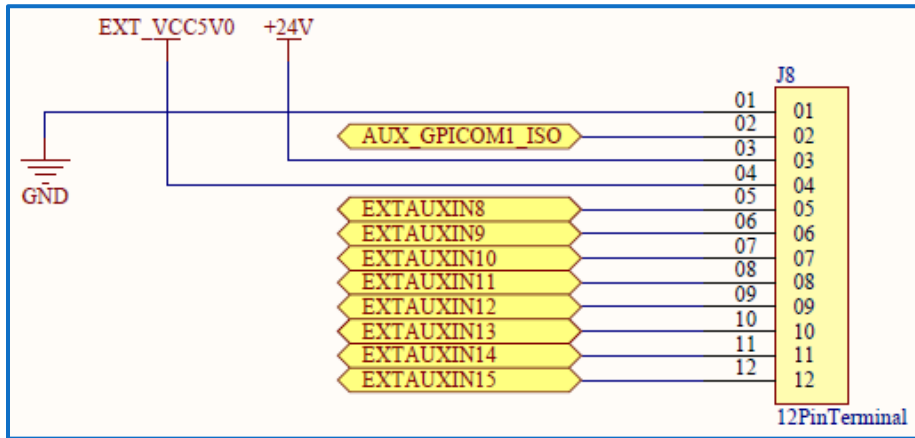 EXT_VCC5V0 +24V
J8
01 01
AUX_GPICOM1_ISO 02 02
03 03
04 04
GND
EXTAUXIN8 05 05
EXTAUXIN9 06 06
EXTAUXIN10 07 07
EXTAUXIN11 08 08
EXTAUXIN12 09 09
EXTAUXIN13 10 10
EXTAUXIN14 11 11
EXTAUXIN15 12 12
12PinTerminal